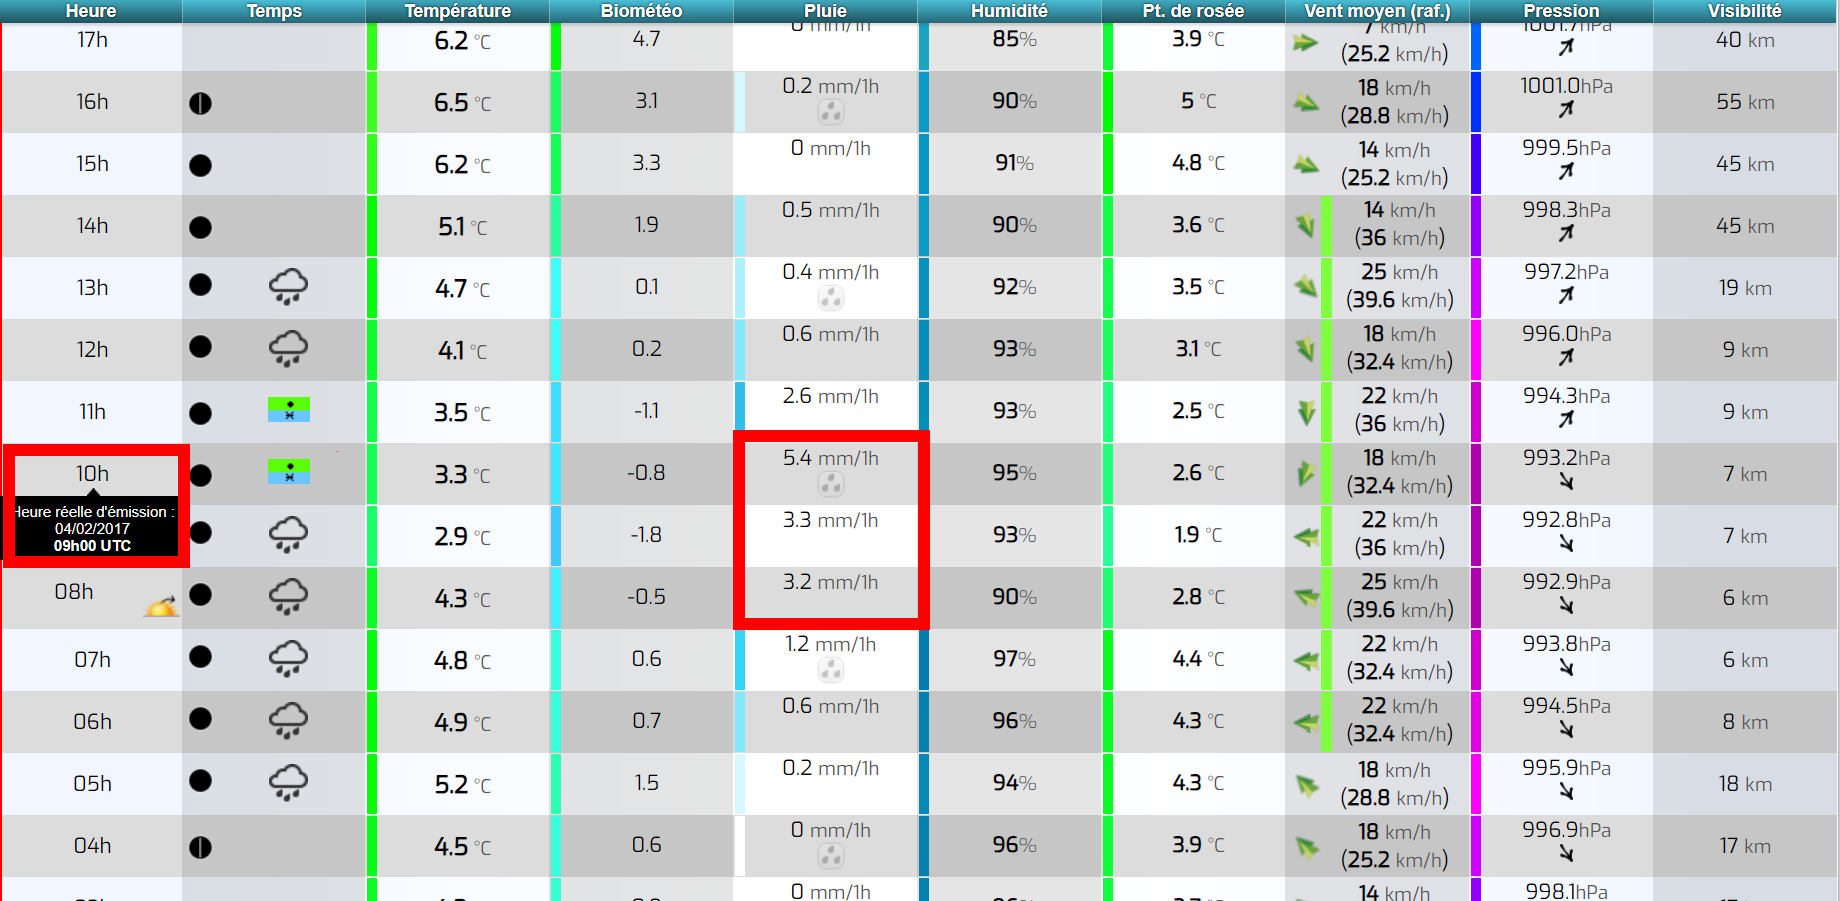 Heure Temps Température Biométéo Pluie Humidité Pt. de rosée Vent moyen (raf.) Pression Visibilité
17h 6.2 °C 4.7 0 mm/1h 85% 3.9 °C 7 km/h 1001.7hPa 40 km
(25.2 km/h)
16h 6.5 °C 3.1 0.2 mm/1h 90% 5 °C 18 km/h 1001.0hPa 55 km
(28.8 km/h)
15h 6.2 °C 3.3 0 mm/1h 91% 4.8 °C 14 km/h 999.5hPa 45 km
(25.2 km/h)
14h 5.1 °C 1.9 0.5 mm/1h 90% 3.6 °C 14 km/h 998.3hPa 45 km
(36 km/h)
13h 4.7 °C 0.1 0.4 mm/1h 92% 3.5 °C 25 km/h 997.2hPa 19 km
(39.6 km/h)
12h 4.1 °C 0.2 0.6 mm/1h 93% 3.1 °C 18 km/h 996.0hPa 9 km
(32.4 km/h)
11h 3.5 °C -1.1 2.6 mm/1h 93% 2.5 °C 22 km/h 994.3hPa 9 km
(36 km/h)
10h 3.3 °C -0.8 5.4 mm/1h 95% 2.6 °C 18 km/h 993.2hPa 7 km
(32.4 km/h)
Heure réelle d'émission :
04/02/2017
09h00 UTC
2.9 °C -1.8 3.3 mm/1h 93% 1.9 °C 22 km/h 992.8hPa 7 km
(36 km/h)
08h 4.3 °C -0.5 3.2 mm/1h 90% 2.8 °C 25 km/h 992.9hPa 6 km
(39.6 km/h)
07h 4.8 °C 0.6 1.2 mm/1h 97% 4.4 °C 22 km/h 993.8hPa 6 km
(32.4 km/h)
06h 4.9 °C 0.7 0.6 mm/1h 96% 4.3 °C 22 km/h 994.5hPa 8 km
(32.4 km/h)
05h 5.2 °C 1.5 0.2 mm/1h 94% 4.3 °C 18 km/h 995.9hPa 18 km
(28.8 km/h)
04h 4.5 °C 0.6 0 mm/1h 96% 3.9 °C 18 km/h 996.9hPa 17 km
(25.2 km/h)
0 mm/1h 14 km/h 998.1hPa